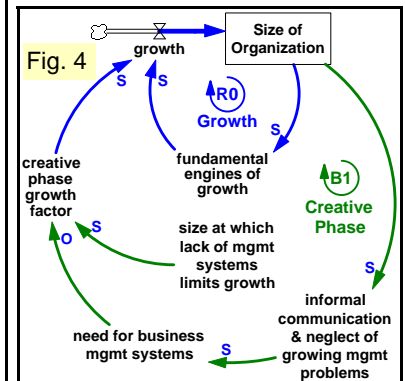 Fig. 4
growth
Size of
Organization
S
S
R0
Growth
S
fundamental
engines of
growth
B1
Creative
Phase
creative
phase
growth
factor
S
O
size at which
lack of mgmt
systems
limits growth
S
informal
communication
& neglect of
growing mgmt
problems
need for business
mgmt systems
S